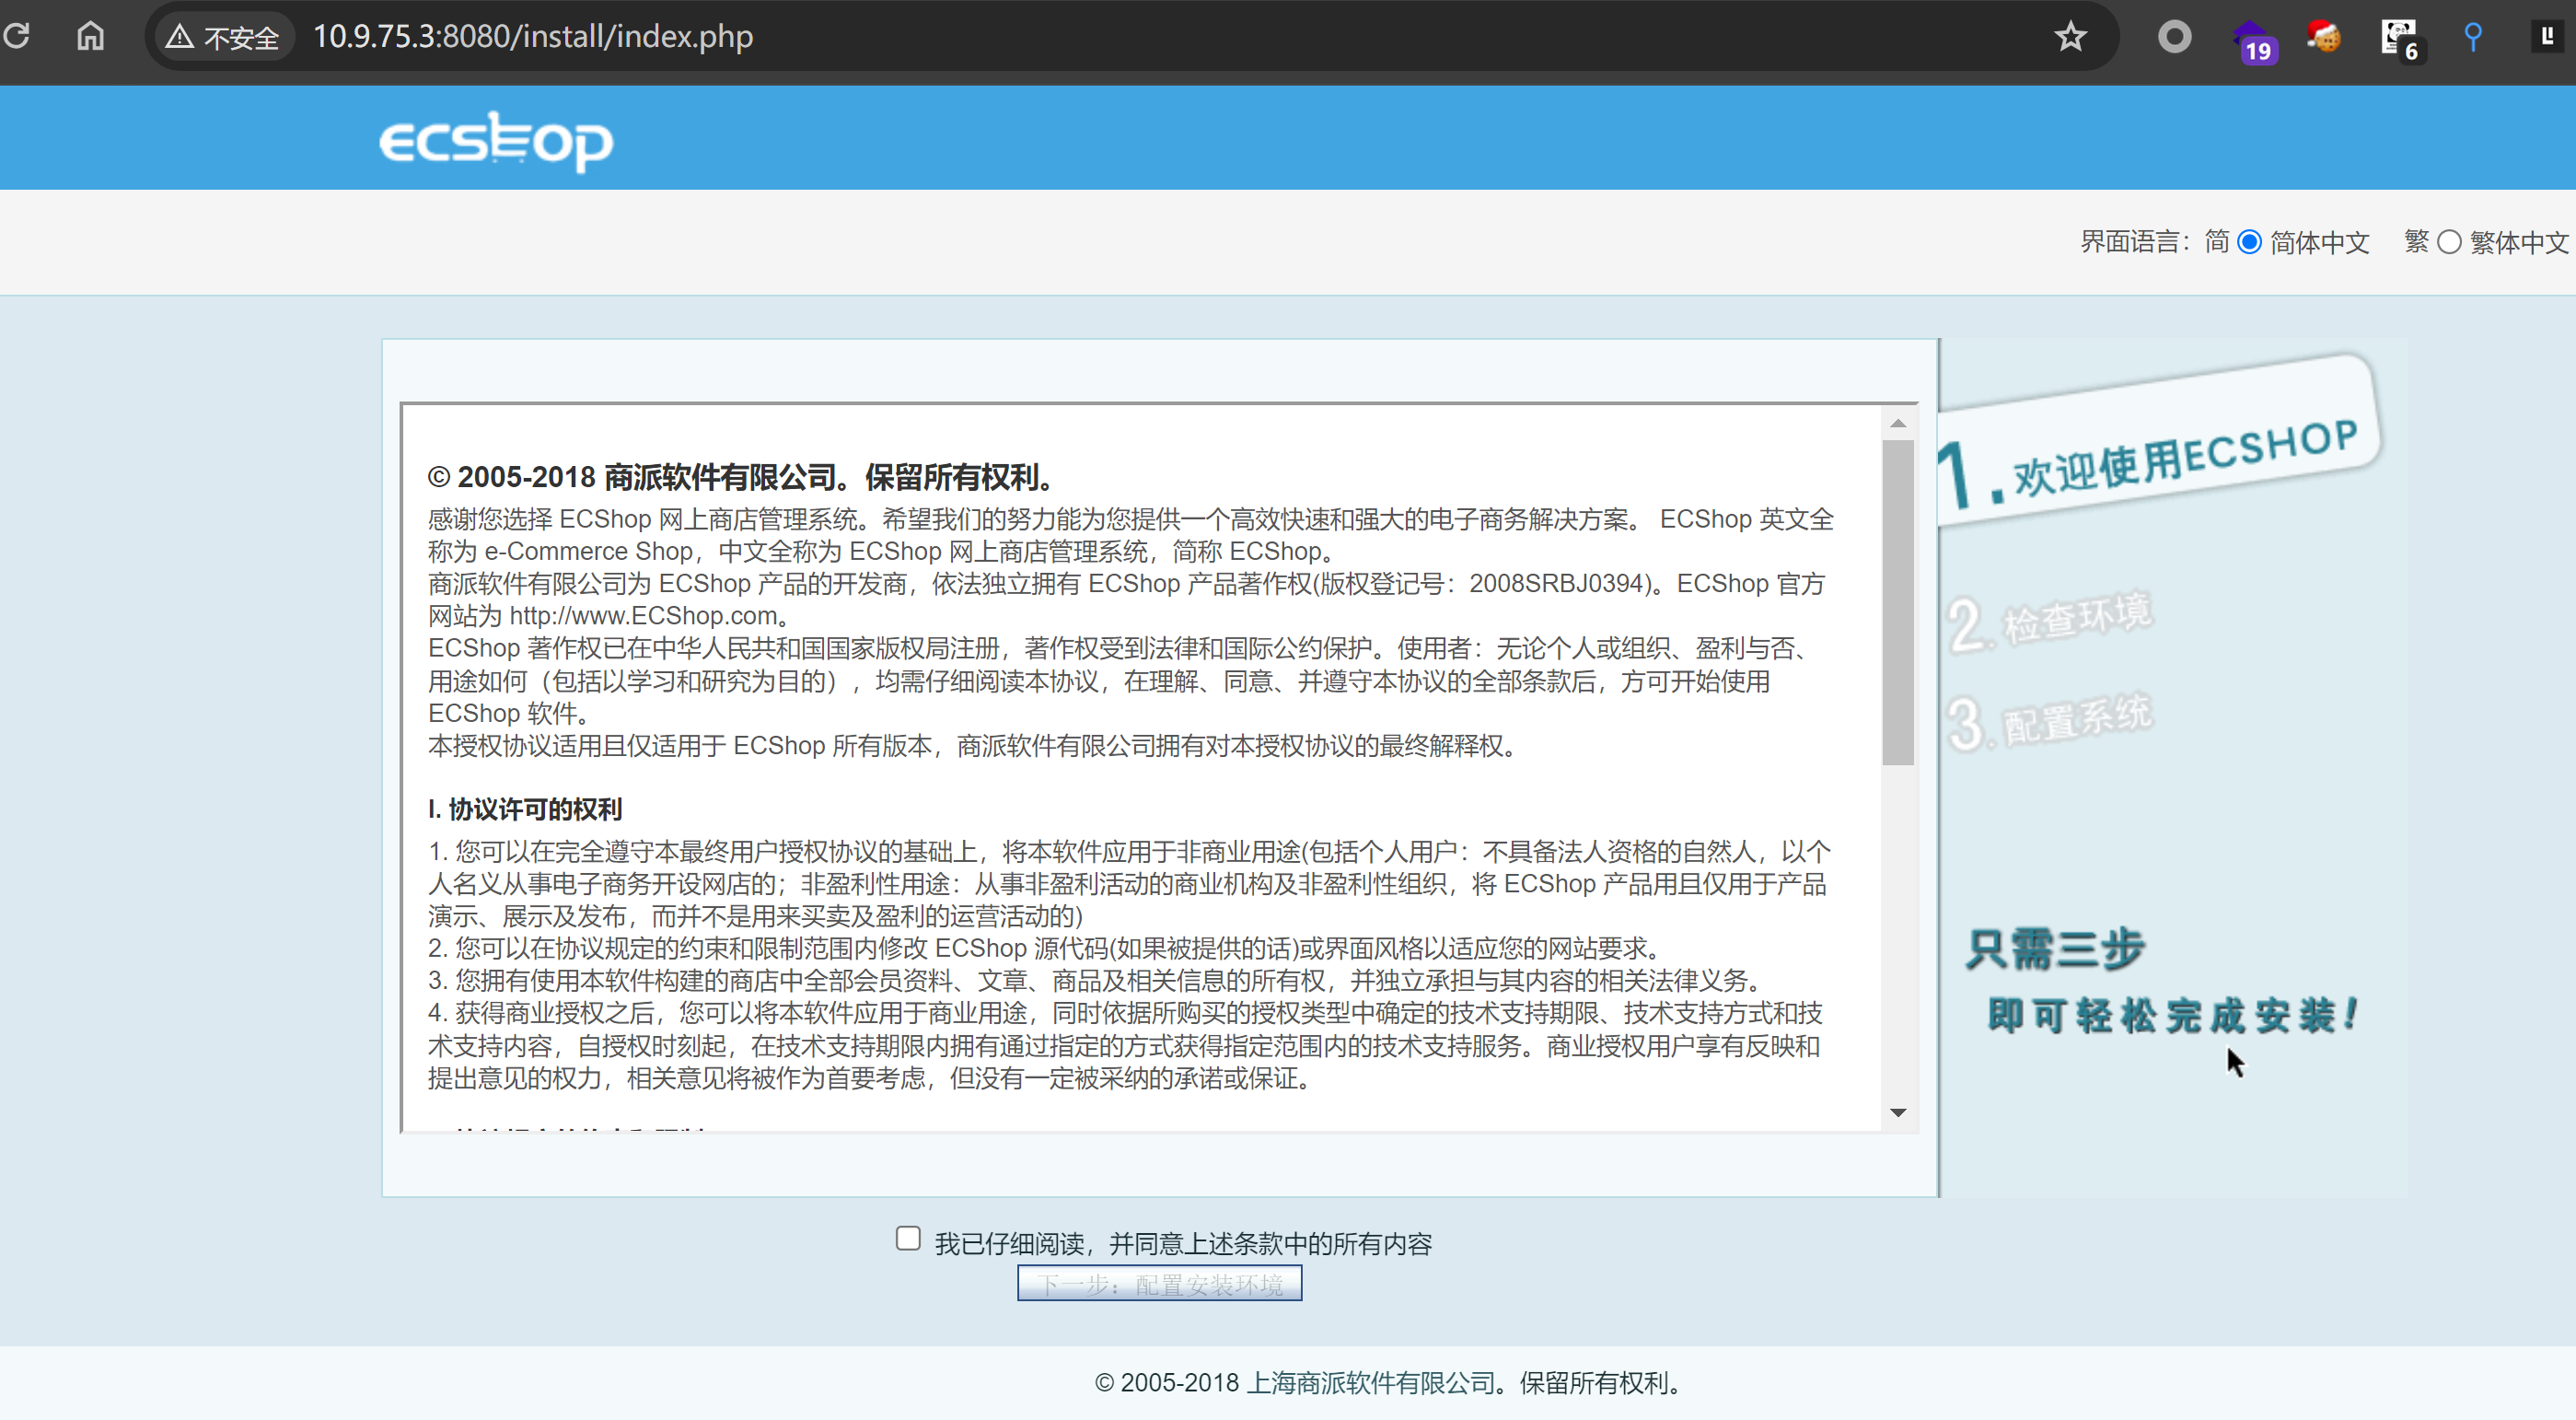 不安全 10.9.75.3:8080/install/index.php
19
6
ecshop
界面语言：简 简体中文 繁 繁体中文
© 2005-2018 商派软件有限公司。保留所有权利。
感谢您选择 ECShop 网上商店管理系统。希望我们的努力能为您提供一个高效快速和强大的电子商务解决方案。 ECShop 英文全
称为 e-Commerce Shop，中文全称为 ECShop 网上商店管理系统，简称 ECShop。
商派软件有限公司为 ECShop 产品的开发商，依法独立拥有 ECShop 产品著作权(版权登记号：2008SRBJ0394)。ECShop 官方
网站为 http://www.ECShop.com。
ECShop 著作权已在中华人民共和国国家版权局注册，著作权受到法律和国际公约保护。使用者：无论个人或组织、盈利与否、
用途如何（包括以学习和研究为目的），均需仔细阅读本协议，在理解、同意、并遵守本协议的全部条款后，方可开始使用
ECShop 软件。
本授权协议适用且仅适用于 ECShop 所有版本，商派软件有限公司拥有对本授权协议的最终解释权。
I. 协议许可的权利
1. 您可以在完全遵守本最终用户授权协议的基础上，将本软件应用于非商业用途(包括个人用户：不具备法人资格的自然人，以个
人名义从事电子商务开设网店的；非盈利性用途：从事非盈利活动的商业机构及非盈利性组织，将 ECShop 产品用且仅用于产品
演示、展示及发布，而并不是用来买卖及盈利的运营活动的)
2. 您可以在协议规定的约束和限制范围内修改 ECShop 源代码(如果被提供的话)或界面风格以适应您的网站要求。
3. 您拥有使用本软件构建的商店中全部会员资料、文章、商品及相关信息的所有权，并独立承担与其内容的相关法律义务。
4. 获得商业授权之后，您可以将本软件应用于商业用途，同时依据所购买的授权类型中确定的技术支持期限、技术支持方式和技
术支持内容，自授权时刻起，在技术支持期限内拥有通过指定的方式获得指定范围内的技术支持服务。商业授权用户享有反映和
提出意见的权力，相关意见将被作为首要考虑，但没有一定被采纳的承诺或保证。
1. 欢迎使用ECSHOP
2. 检查环境
3. 配置系统
只需三步
即可轻松完成安装！
我已仔细阅读，并同意上述条款中的所有内容
下一步：配置安装环境
© 2005-2018 上海商派软件有限公司。保留所有权利。